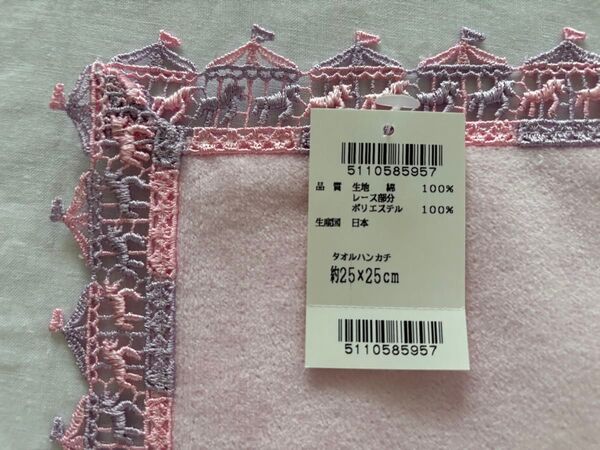 5110585957
品質 生地 綿 100%
レース部分
ポリエステル 100%
生産国 日本
タオルハンカチ
約25×25cm
5110585957